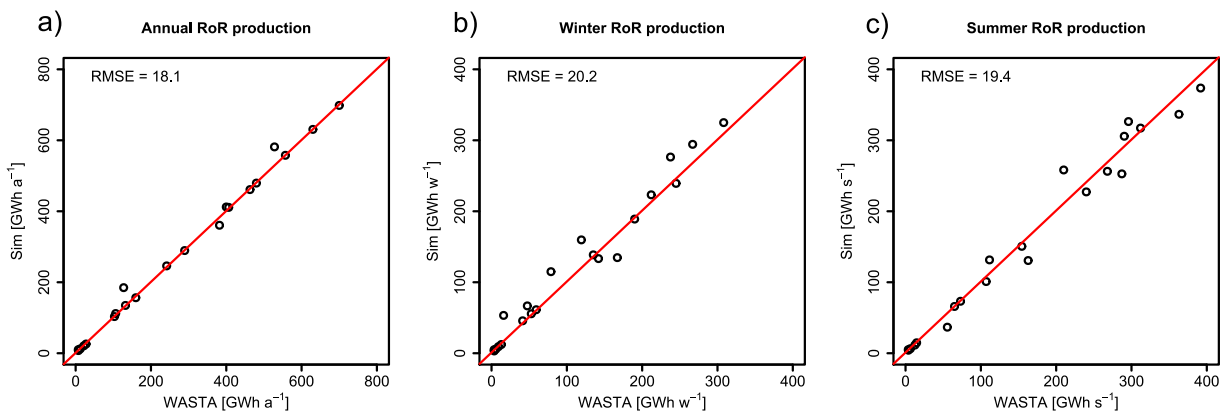 a)
Annual RoR production
RMSE = 18.1
Sim [GWh a⁻¹]
800
600
400
200
0
0 200 400 600 800
WASTA [GWh a⁻¹]
b)
Winter RoR production
RMSE = 20.2
Sim [GWh w⁻¹]
400
300
200
100
0
0 100 200 300 400
WASTA [GWh w⁻¹]
c)
Summer RoR production
RMSE = 19.4
Sim [GWh s⁻¹]
400
300
200
100
0
0 100 200 300 400
WASTA [GWh s⁻¹]